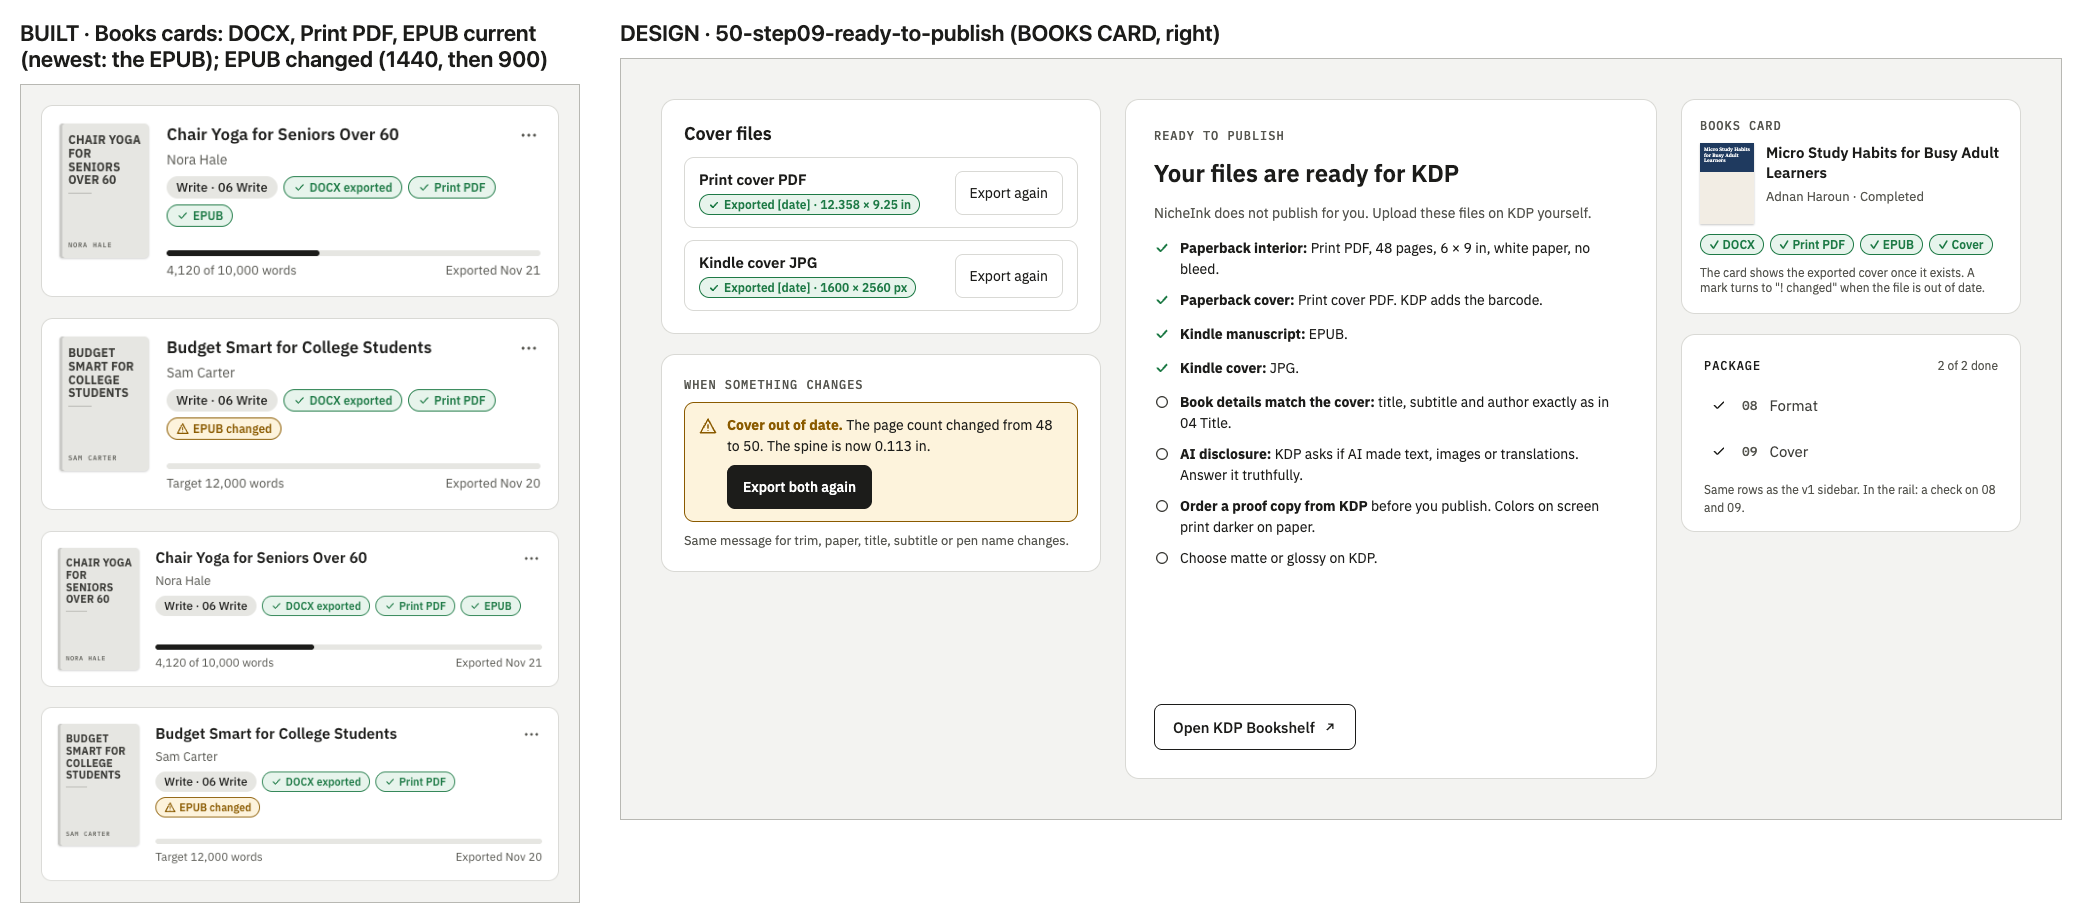 BUILT · Books cards: DOCX, Print PDF, EPUB current
(newest: the EPUB); EPUB changed (1440, then 900)
CHAIR YOGA
FOR
SENIORS
OVER 60
NORA HALE
Chair Yoga for Seniors Over 60
Nora Hale
Write · 06 Write
DOCX exported
Print PDF
EPUB
4,120 of 10,000 words
Exported Nov 21
BUDGET
SMART FOR
COLLEGE
STUDENTS
SAM CARTER
Budget Smart for College Students
Sam Carter
Write · 06 Write
DOCX exported
Print PDF
EPUB changed
Target 12,000 words
Exported Nov 20
CHAIR YOGA
FOR
SENIORS
OVER 60
NORA HALE
Chair Yoga for Seniors Over 60
Nora Hale
Write · 06 Write
DOCX exported
Print PDF
EPUB
4,120 of 10,000 words
Exported Nov 21
BUDGET
SMART FOR
COLLEGE
STUDENTS
SAM CARTER
Budget Smart for College Students
Sam Carter
Write · 06 Write
DOCX exported
Print PDF
EPUB changed
Target 12,000 words
Exported Nov 20
DESIGN · 50-step09-ready-to-publish (BOOKS CARD, right)
Cover files
Print cover PDF
Exported [date] · 12.358 × 9.25 in
Export again
Kindle cover JPG
Exported [date] · 1600 × 2560 px
Export again
WHEN SOMETHING CHANGES
Cover out of date. The page count changed from 48
to 50. The spine is now 0.113 in.
Export both again
Same message for trim, paper, title, subtitle or pen name changes.
READY TO PUBLISH
Your files are ready for KDP
NicheInk does not publish for you. Upload these files on KDP yourself.
Paperback interior: Print PDF, 48 pages, 6 × 9 in, white paper, no
bleed.
Paperback cover: Print cover PDF. KDP adds the barcode.
Kindle manuscript: EPUB.
Kindle cover: JPG.
Book details match the cover: title, subtitle and author exactly as in
04 Title.
AI disclosure: KDP asks if AI made text, images or translations.
Answer it truthfully.
Order a proof copy from KDP before you publish. Colors on screen
print darker on paper.
Choose matte or glossy on KDP.
Open KDP Bookshelf ↗
BOOKS CARD
Micro Study Habits
for Busy Adult
Learners
Micro Study Habits for Busy Adult
Learners
Adnan Haroun · Completed
DOCX
Print PDF
EPUB
Cover
The card shows the exported cover once it exists. A
mark turns to "! changed" when the file is out of date.
PACKAGE
2 of 2 done
08 Format
09 Cover
Same rows as the v1 sidebar. In the rail: a check on 08
and 09.